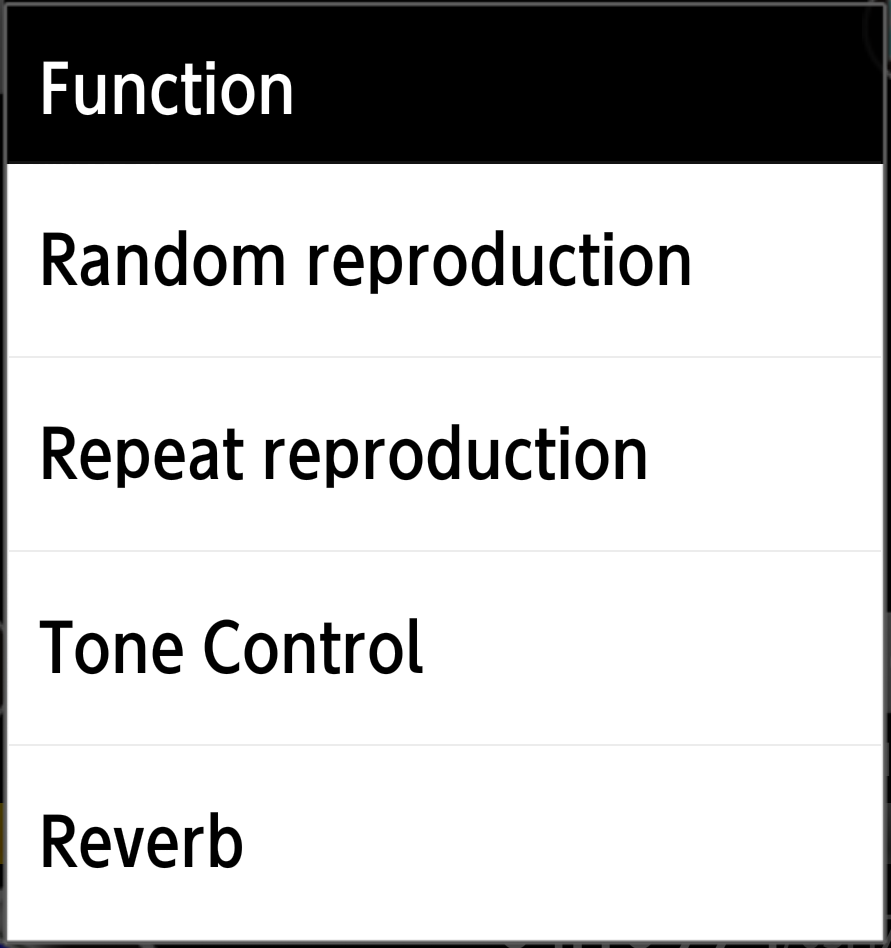 Function
Random reproduction
Repeat reproduction
Tone Control
Reverb